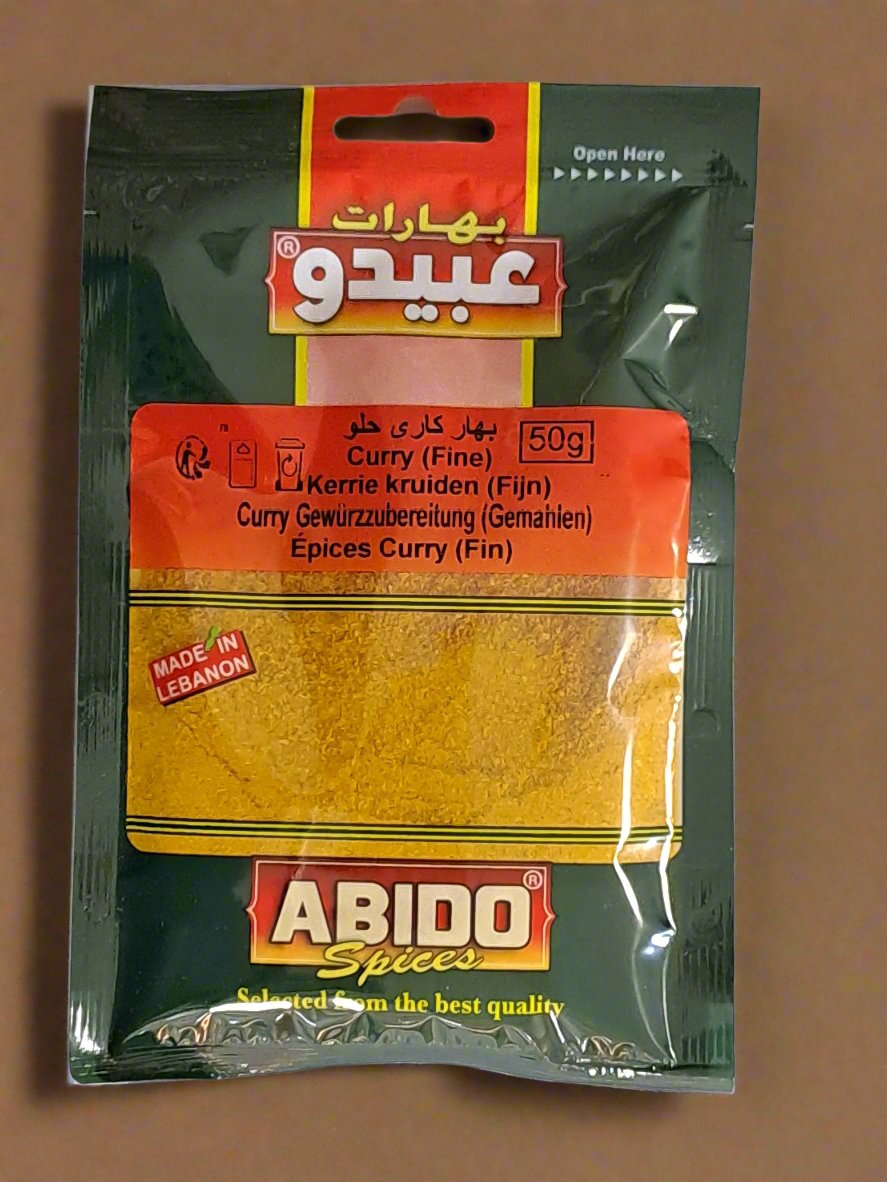 Open Here
بهارات
عبيدو®
بهار كاري حلو
50g
FR
Curry (Fine)
Kerrie kruiden (Fijn)
Curry Gewürzzubereitung (Gemahlen)
Épices Curry (Fin)
MADE IN
LEBANON
ABIDO®
Spices
Selected from the best quality